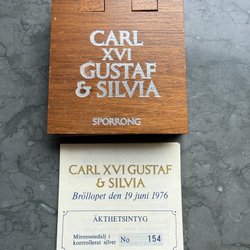 CARL
XVI
GUSTAF
& SILVIA
SPORRONG
CARL XVI GUSTAF
& SILVIA
Bröllopet den 19 juni 1976
ÄKTHETSINTYG
Minnesmedalj i
kontrollerat silver No 154